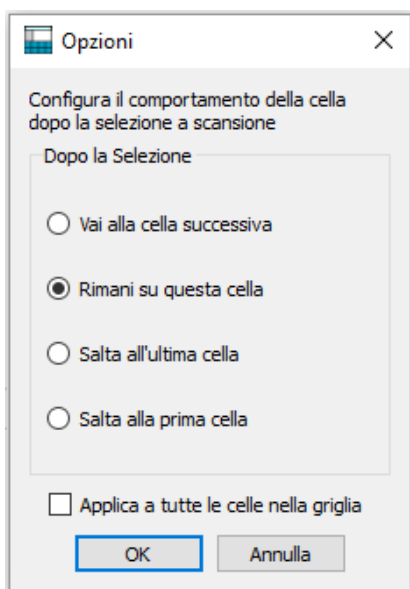 Opzioni
Configura il comportamento della cella
dopo la selezione a scansione
Dopo la Selezione
Vai alla cella successiva
Rimani su questa cella
Salta all'ultima cella
Salta alla prima cella
Applica a tutte le celle nella griglia
OK
Annulla